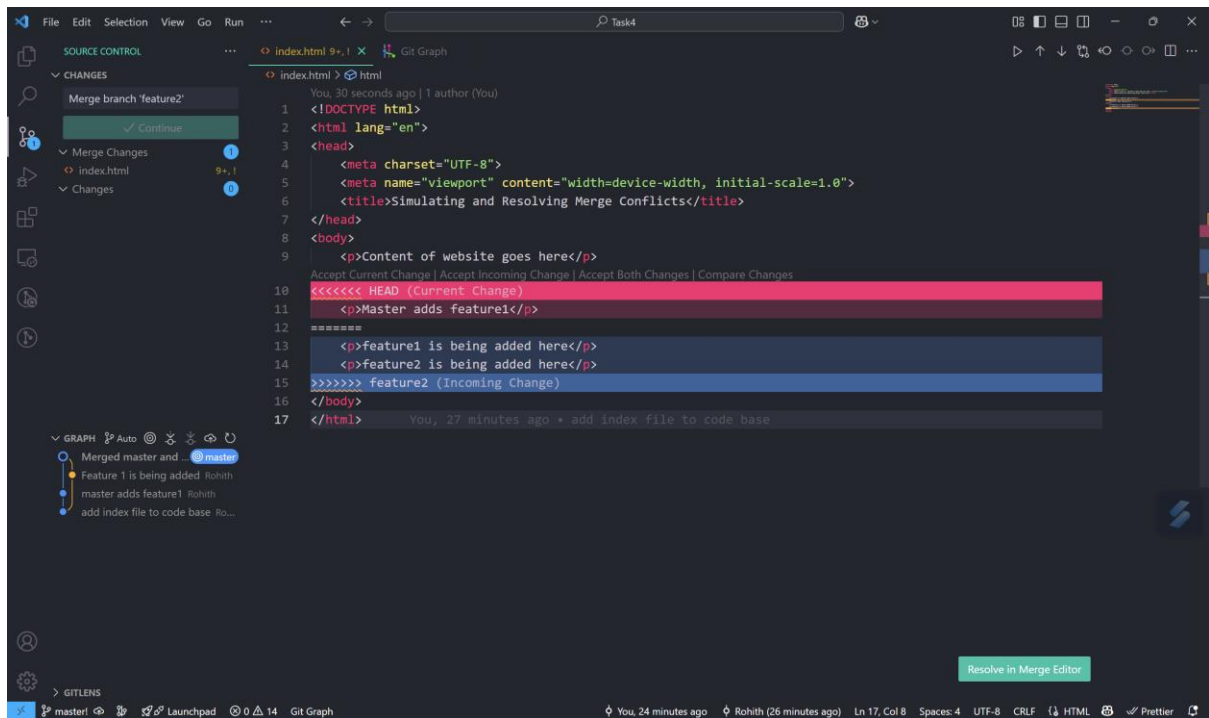 File Edit Selection View Go Run ··· ← → Task4
SOURCE CONTROL ···
CHANGES
Merge branch 'feature2'
✓ Continue
Merge Changes 1
index.html 9+, !
Changes 0
GRAPH Auto
Merged master and ... master
Feature 1 is being added Rohith
master adds feature1 Rohith
add index file to code base Ro...
GITLENS
index.html 9+, ! × Git Graph
index.html > html
You, 30 seconds ago | 1 author (You)
1 <!DOCTYPE html>
2 <html lang="en">
3 <head>
4 <meta charset="UTF-8">
5 <meta name="viewport" content="width=device-width, initial-scale=1.0">
6 <title>Simulating and Resolving Merge Conflicts</title>
7 </head>
8 <body>
9 <p>Content of website goes here</p>
Accept Current Change | Accept Incoming Change | Accept Both Changes | Compare Changes
10 <<<<<<< HEAD (Current Change)
11 <p>Master adds feature1</p>
12 =======
13 <p>feature1 is being added here</p>
14 <p>feature2 is being added here</p>
15 >>>>>>> feature2 (Incoming Change)
16 </body>
17 </html> You, 27 minutes ago • add index file to code base
Resolve in Merge Editor
master! Launchpad 0 14 Git Graph You, 24 minutes ago Rohith (26 minutes ago) Ln 17, Col 8 Spaces: 4 UTF-8 CRLF HTML Prettier